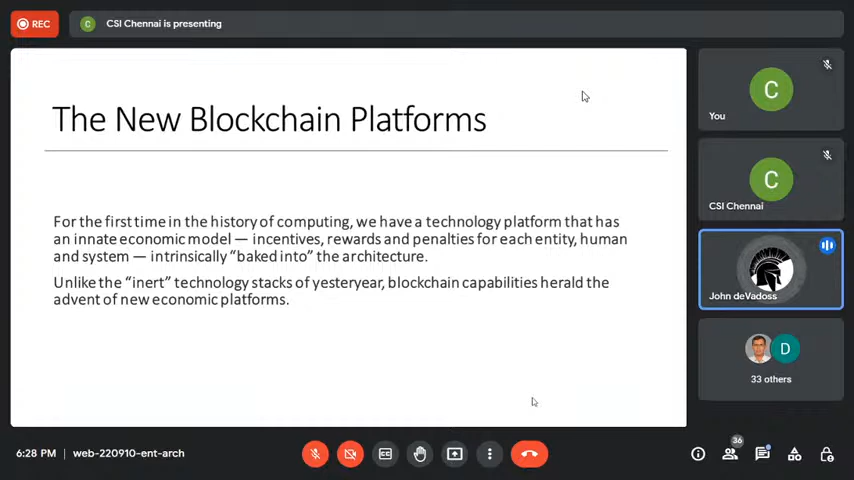 REC
C
CSI Chennai is presenting
The New Blockchain Platforms
For the first time in the history of computing, we have a technology platform that has
an innate economic model — incentives, rewards and penalties for each entity, human
and system — intrinsically “baked into” the architecture.
Unlike the “inert” technology stacks of yesteryear, blockchain capabilities herald the
advent of new economic platforms.
C
You
C
CSI Chennai
John deVadoss
D
33 others
6:28 PM | web-220910-ent-arch
CC
36